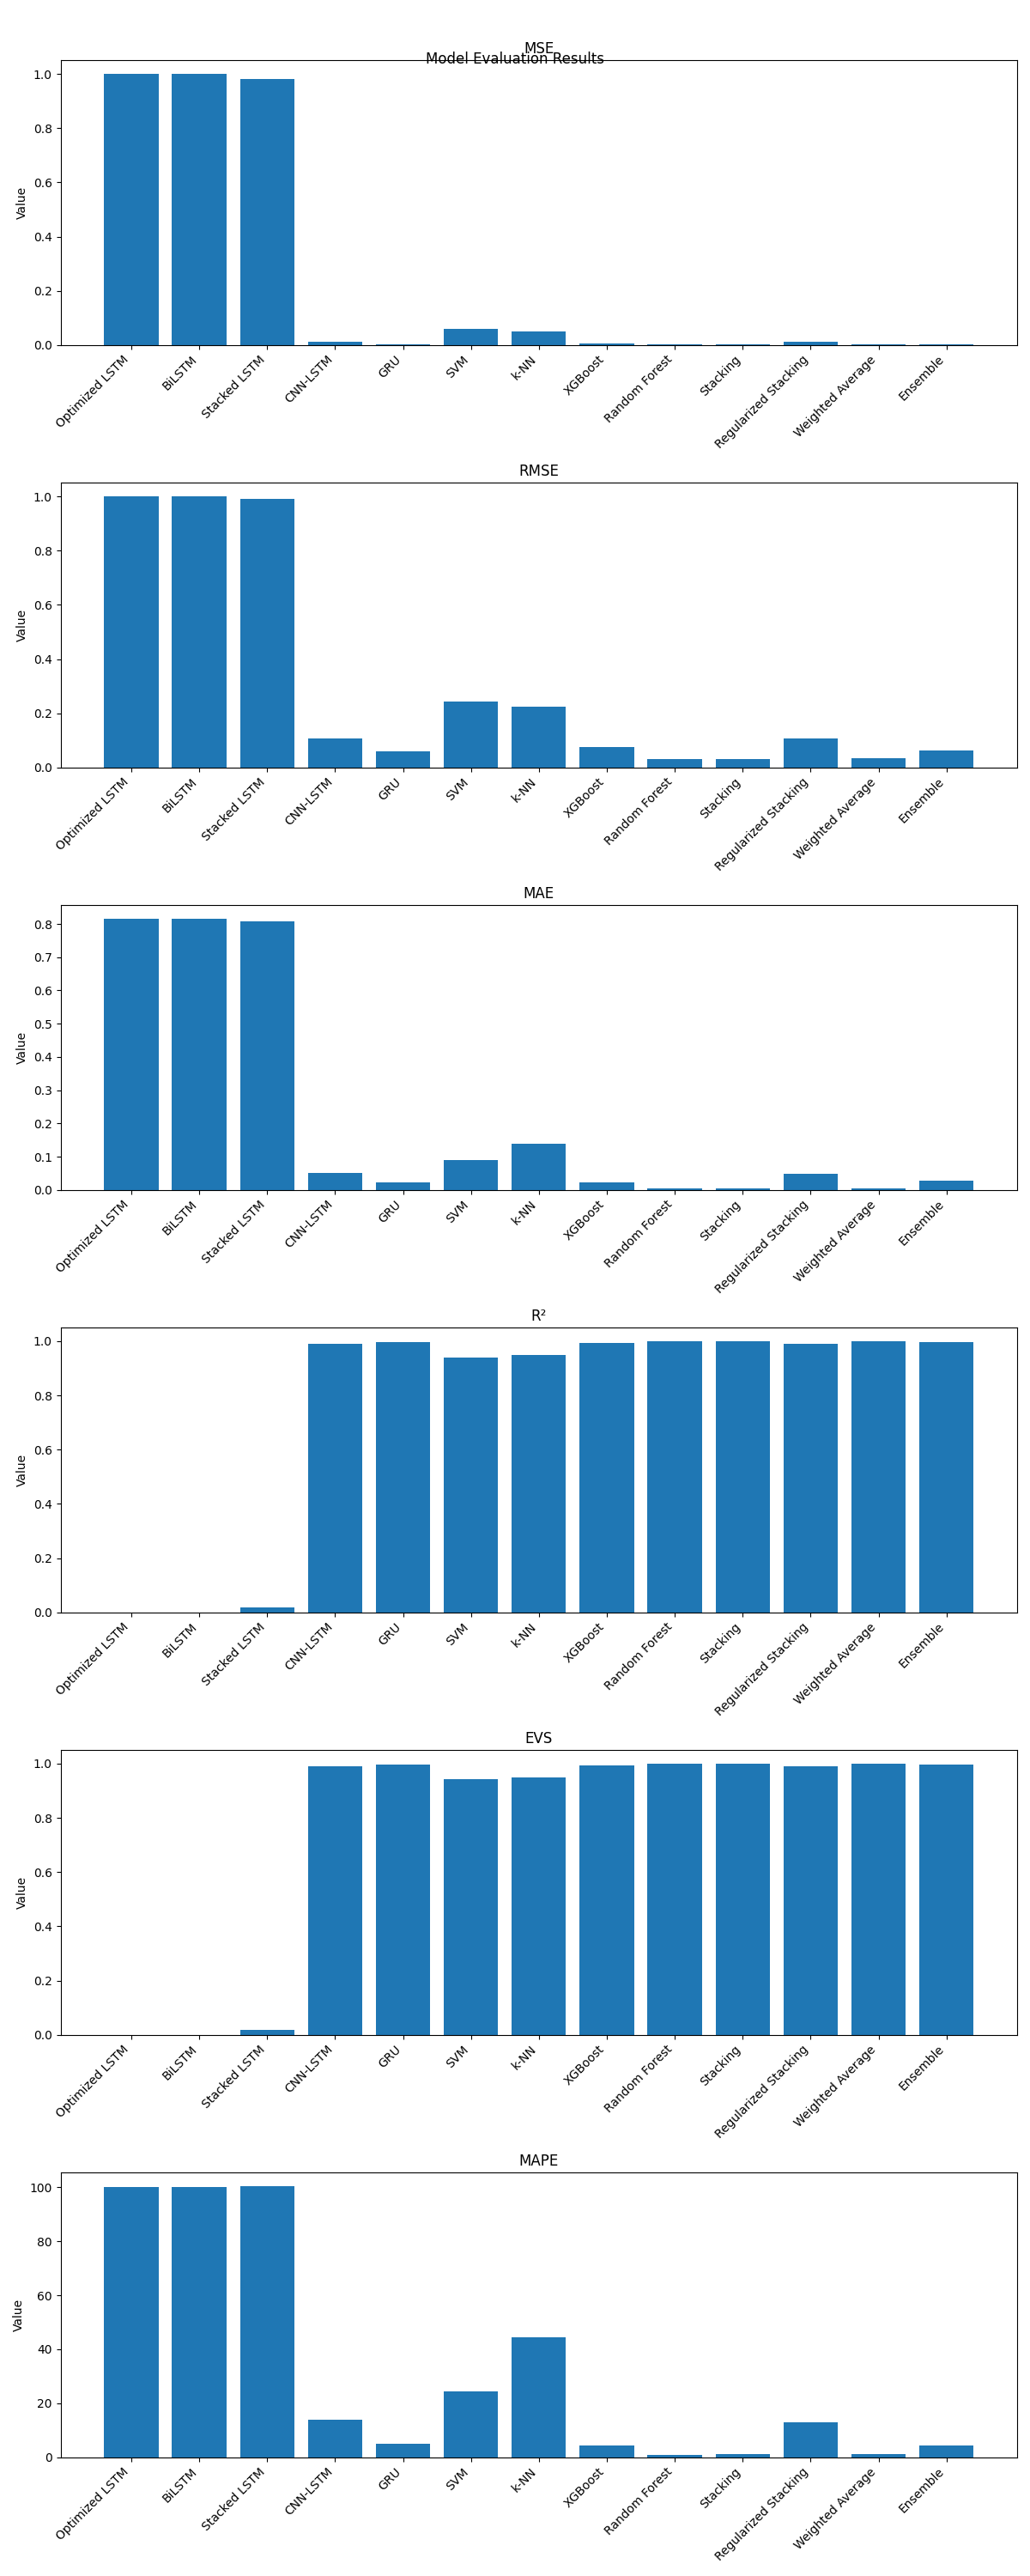 MSE
Model Evaluation Results
1.0
0.8
0.6
0.4
0.2
0.0
Value
Optimized LSTM
BiLSTM
Stacked LSTM
CNN-LSTM
GRU
SVM
k-NN
XGBoost
Random Forest
Stacking
Regularized Stacking
Weighted Average
Ensemble
RMSE
1.0
0.8
0.6
0.4
0.2
0.0
Value
Optimized LSTM
BiLSTM
Stacked LSTM
CNN-LSTM
GRU
SVM
k-NN
XGBoost
Random Forest
Stacking
Regularized Stacking
Weighted Average
Ensemble
MAE
0.8
0.7
0.6
0.5
0.4
0.3
0.2
0.1
0.0
Value
Optimized LSTM
BiLSTM
Stacked LSTM
CNN-LSTM
GRU
SVM
k-NN
XGBoost
Random Forest
Stacking
Regularized Stacking
Weighted Average
Ensemble
R²
1.0
0.8
0.6
0.4
0.2
0.0
Value
Optimized LSTM
BiLSTM
Stacked LSTM
CNN-LSTM
GRU
SVM
k-NN
XGBoost
Random Forest
Stacking
Regularized Stacking
Weighted Average
Ensemble
EVS
1.0
0.8
0.6
0.4
0.2
0.0
Value
Optimized LSTM
BiLSTM
Stacked LSTM
CNN-LSTM
GRU
SVM
k-NN
XGBoost
Random Forest
Stacking
Regularized Stacking
Weighted Average
Ensemble
MAPE
100
80
60
40
20
0
Value
Optimized LSTM
BiLSTM
Stacked LSTM
CNN-LSTM
GRU
SVM
k-NN
XGBoost
Random Forest
Stacking
Regularized Stacking
Weighted Average
Ensemble